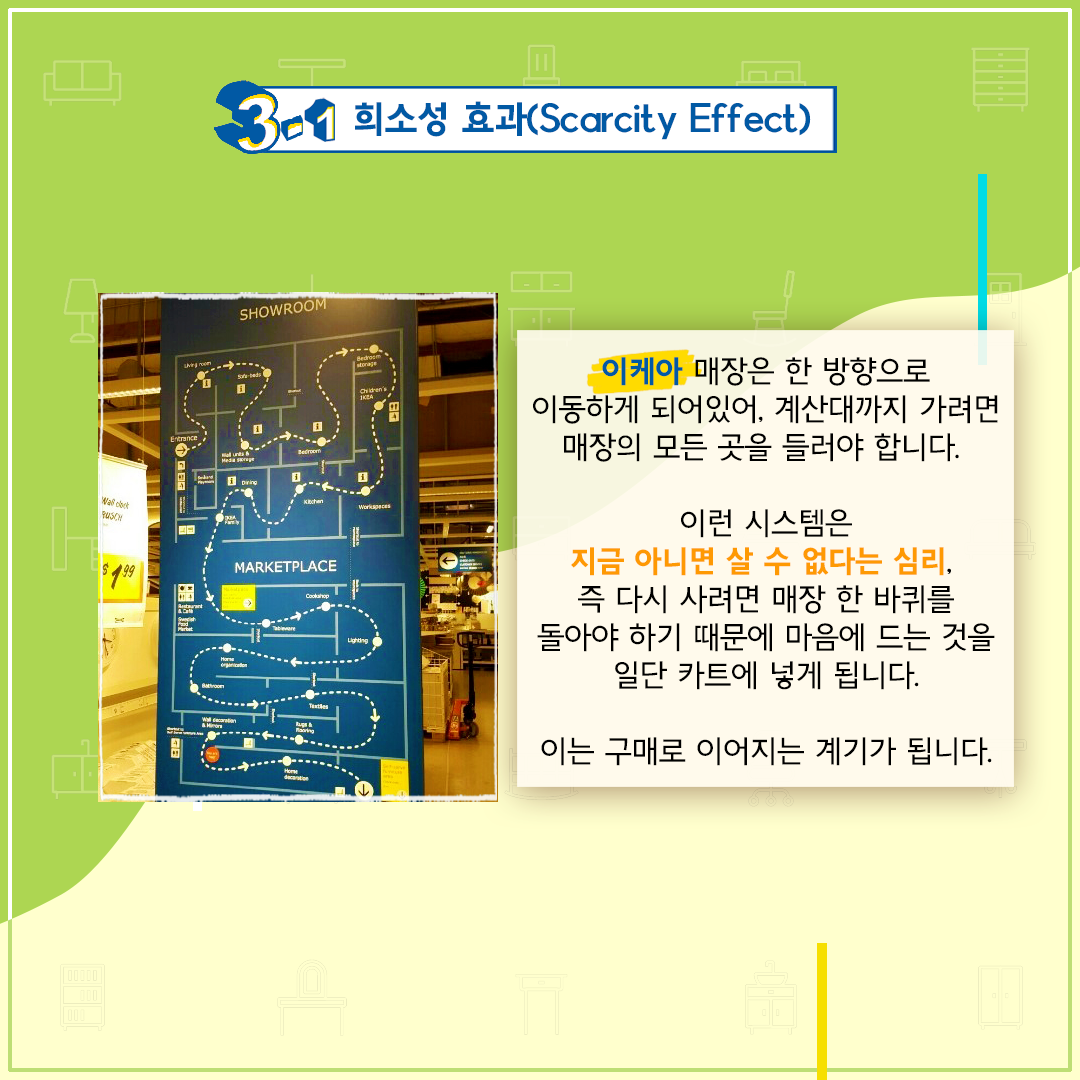 3-1 희소성 효과(Scarcity Effect)
SHOWROOM
Living room
Sofa-beds
Bedroom
storage
Children's
IKEA
Entrance
Wall units &
Media storage
Bedroom
Dining
Kitchen
Workspaces
IKEA
Family
MARKETPLACE
Restaurant
& Café
Swedish
Food
Market
Cookshop
Tableware
Lighting
Home
organization
Bathroom
Textiles
Wall decoration
& Mirrors
Rugs &
flooring
Home
decoration
Wall clock
$1.99
이케아 매장은 한 방향으로
이동하게 되어있어, 계산대까지 가려면
매장의 모든 곳을 들러야 합니다.
이런 시스템은
지금 아니면 살 수 없다는 심리,
즉 다시 사려면 매장 한 바퀴를
돌아야 하기 때문에 마음에 드는 것을
일단 카트에 넣게 됩니다.
이는 구매로 이어지는 계기가 됩니다.